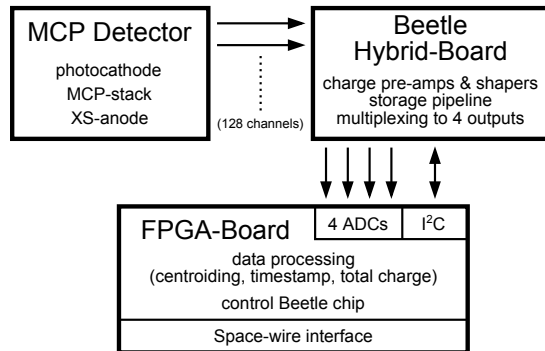 MCP Detector
photocathode
MCP-stack
XS-anode
(128 channels)
Beetle
Hybrid-Board
charge pre-amps & shapers
storage pipeline
multiplexing to 4 outputs
FPGA-Board
4 ADCs
I²C
data processing
(centroiding, timestamp, total charge)
control Beetle chip
Space-wire interface